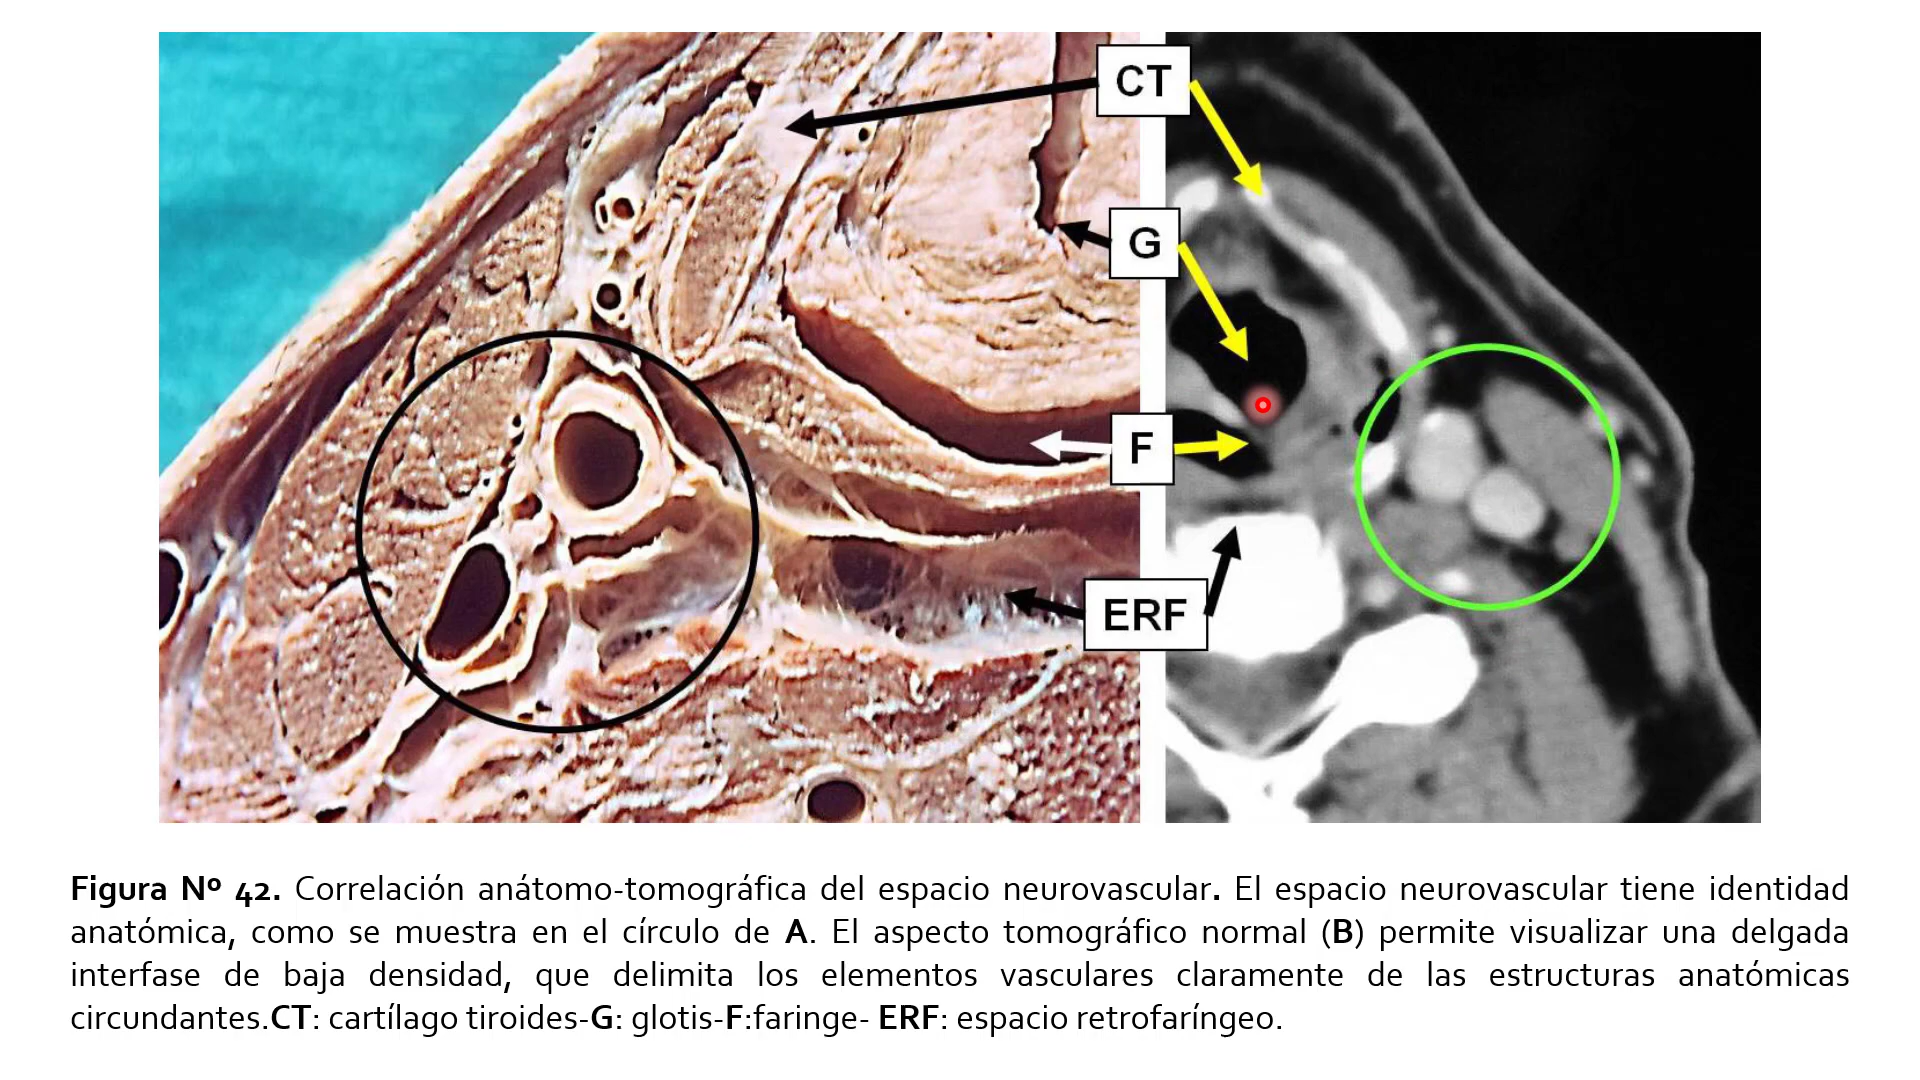 CT
G
F
ERF
Figura Nº 42. Correlación anátomo-tomográfica del espacio neurovascular. El espacio neurovascular tiene identidad
anatómica, como se muestra en el círculo de A. El aspecto tomográfico normal (B) permite visualizar una delgada
interfase de baja densidad, que delimita los elementos vasculares claramente de las estructuras anatómicas
circundantes.CT: cartílago tiroides-G: glotis-F:faringe- ERF: espacio retrofaríngeo.